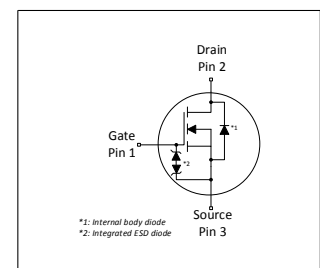 Drain
Pin 2
*1
Gate
Pin 1
*2
Source
Pin 3
*1: Internal body diode
*2: Integrated ESD diode